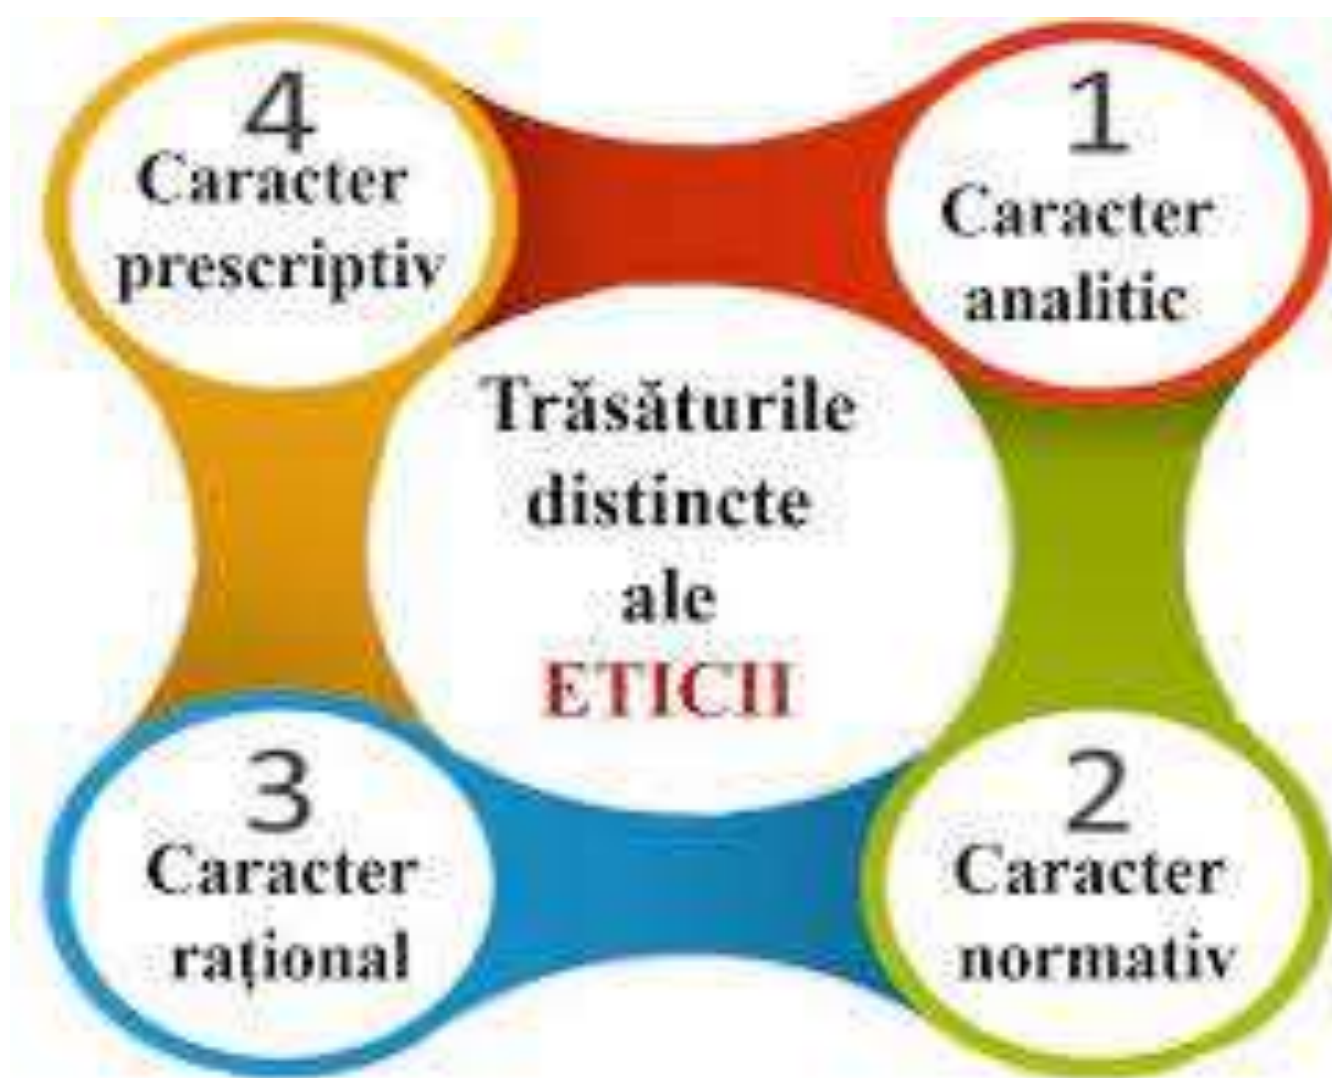 4
Caracter
prescriptiv
1
Caracter
analitic
Trăsăturile
distincte
ale
ETICII
3
Caracter
rațional
2
Caracter
normativ